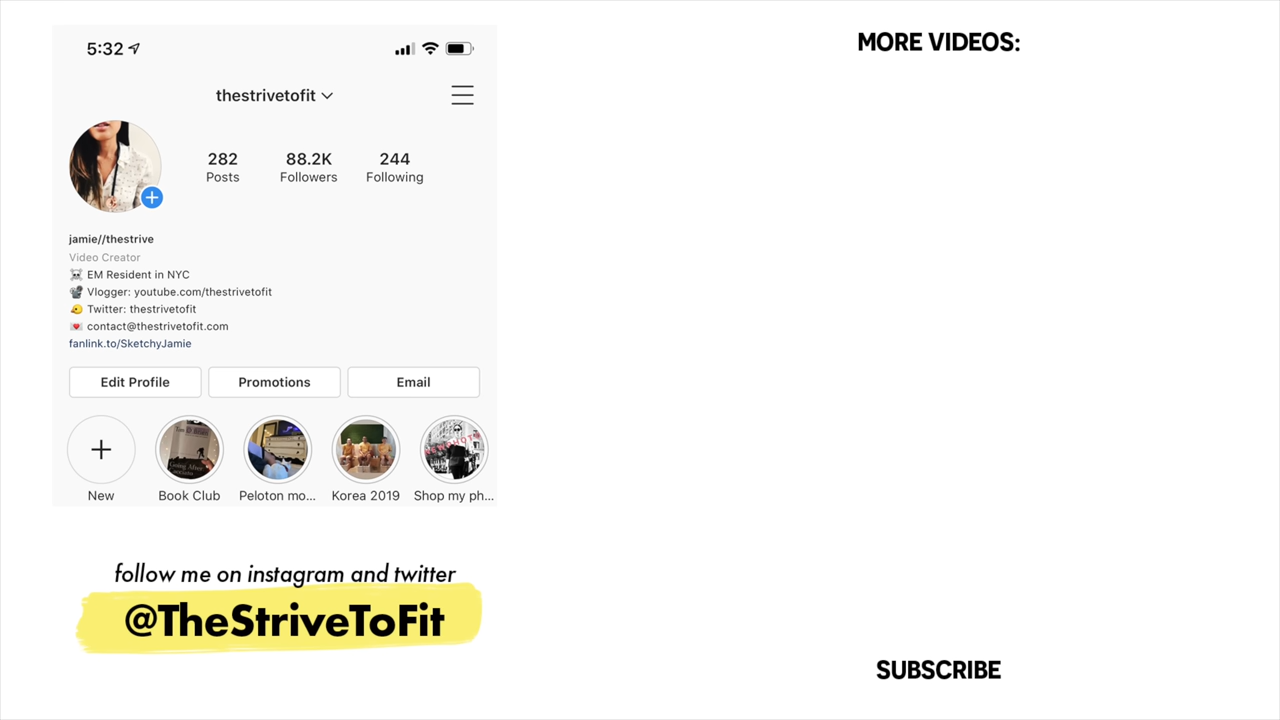 5:32
thestrivetofit
282
Posts
88.2K
Followers
244
Following
jamie//thestrive
Video Creator
EM Resident in NYC
Vlogger: youtube.com/thestrivetofit
Twitter: thestrivetofit
contact@thestrivetofit.com
fanlink.to/SketchyJamie
Edit Profile
Promotions
Email
New
Book Club
Peloton mo...
Korea 2019
Shop my ph...
follow me on instagram and twitter
@TheStriveToFit
MORE VIDEOS:
SUBSCRIBE